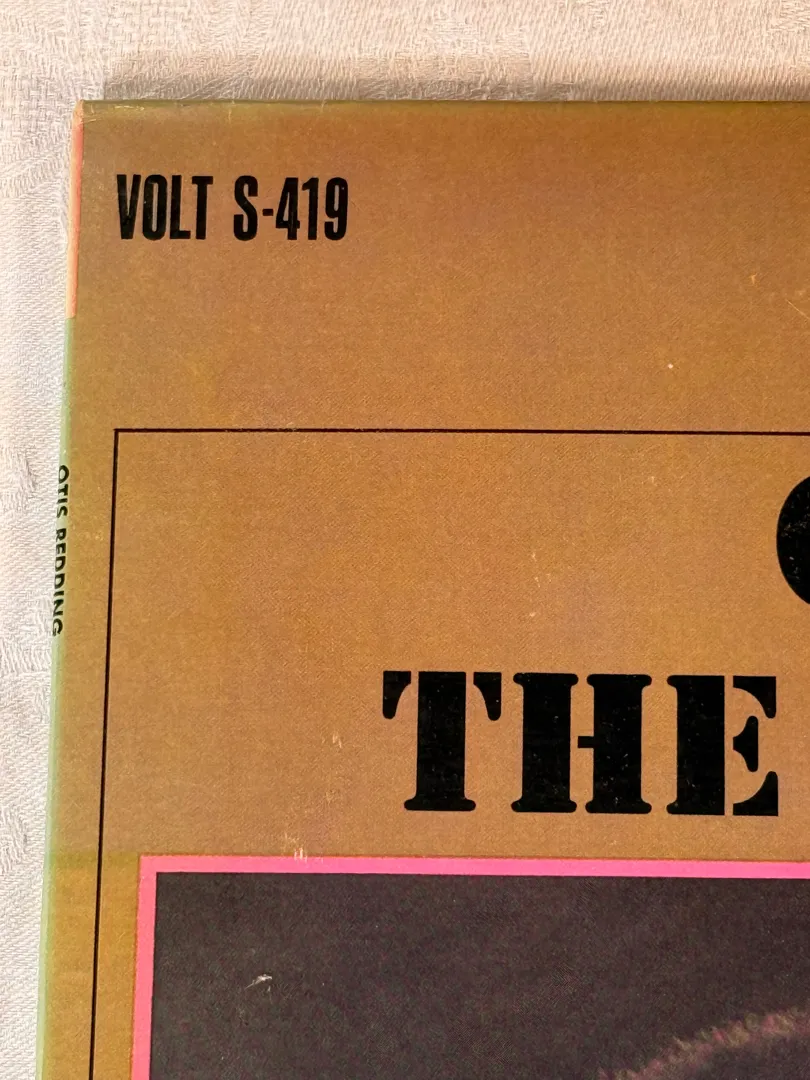 VOLT S-419
OTIS REDDING
THE